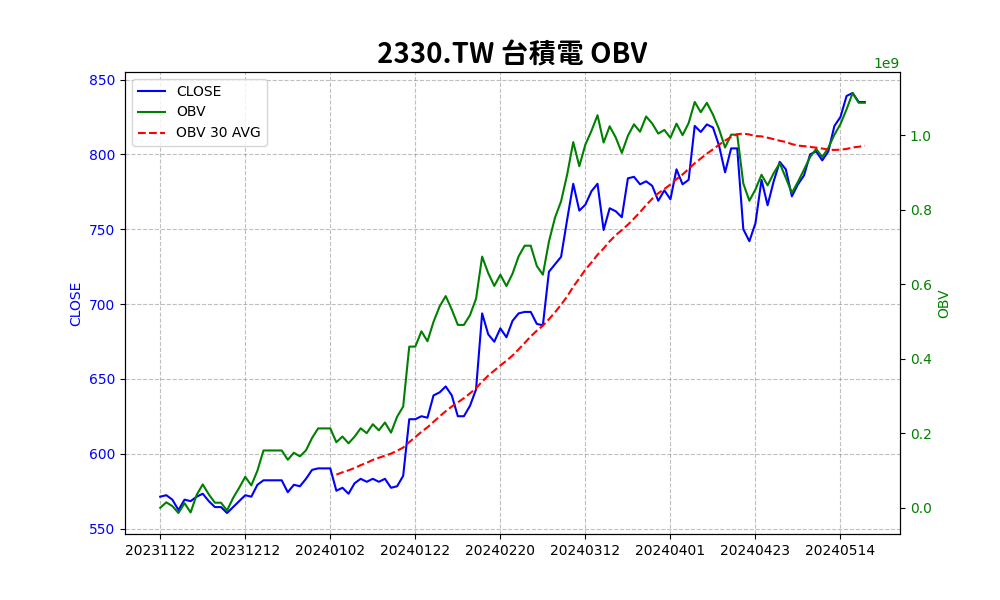 2330.TW 台積電 OBV
1e9
CLOSE
OBV
OBV 30 AVG
850
800
750
700
650
600
550
CLOSE
1.0
0.8
0.6
0.4
0.2
0.0
OBV
20231122 20231212 20240102 20240122 20240220 20240312 20240401 20240423 20240514